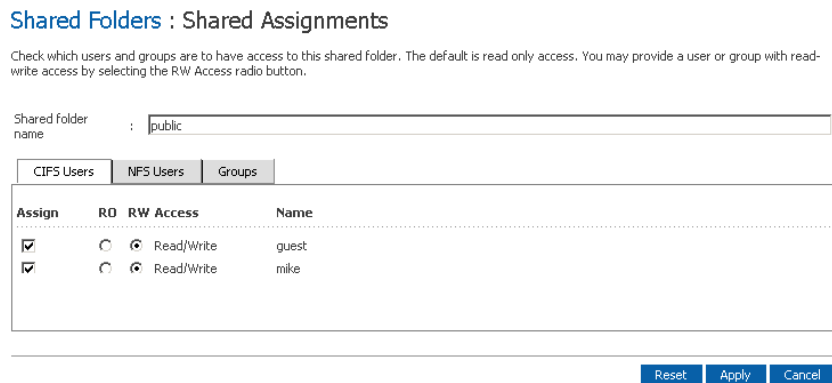 Shared Folders : Shared Assignments
Check which users and groups are to have access to this shared folder. The default is read only access. You may provide a user or group with read-
write access by selecting the RW Access radio button.
Shared folder
name : public
CIFS Users NFS Users Groups
Assign RO RW Access Name
Read/Write guest
Read/Write mike
Reset Apply Cancel